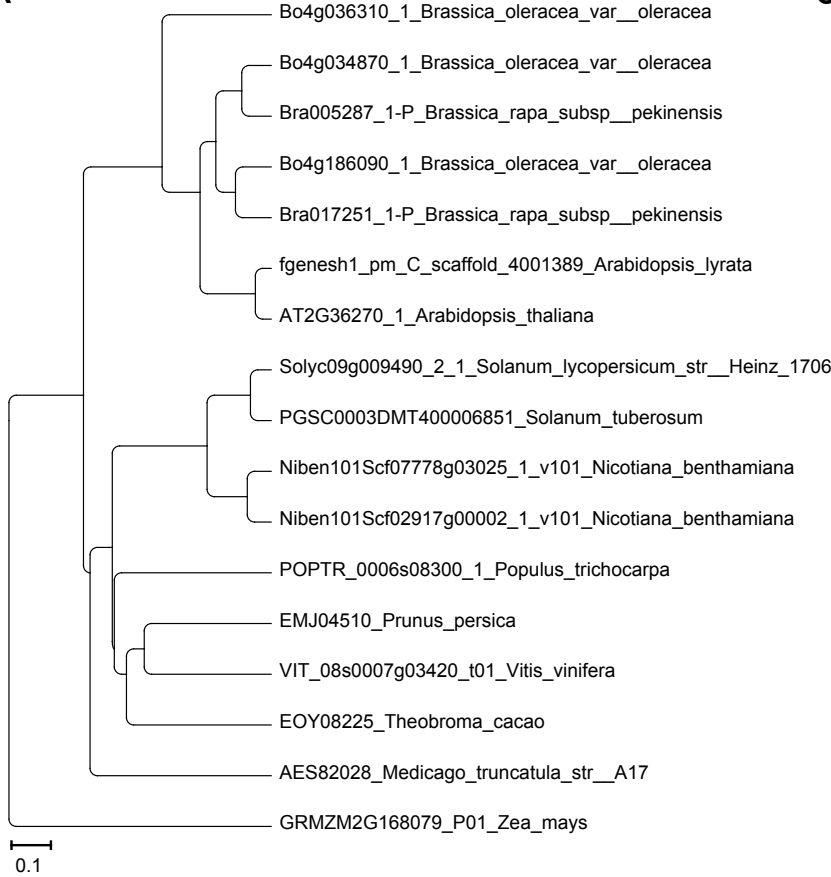 Bo4g036310_1_Brassica_oleracea_var__oleracea
Bo4g034870_1_Brassica_oleracea_var__oleracea
Bra005287_1-P_Brassica_rapa_subsp__pekinensis
Bo4g186090_1_Brassica_oleracea_var__oleracea
Bra017251_1-P_Brassica_rapa_subsp__pekinensis
fgenesh1_pm_C_scaffold_4001389_Arabidopsis_lyrata
AT2G36270_1_Arabidopsis_thaliana
Solyc09g009490_2_1_Solanum_lycopersicum_str__Heinz_1706
PGSC0003DMT400006851_Solanum_tuberosum
Niben101Scf07778g03025_1_v101_Nicotiana_benthamiana
Niben101Scf02917g00002_1_v101_Nicotiana_benthamiana
POPTR_0006s08300_1_Populus_trichocarpa
EMJ04510_Prunus_persica
VIT_08s0007g03420_t01_Vitis_vinifera
EOY08225_Theobroma_cacao
AES82028_Medicago_truncatula_str__A17
GRMZM2G168079_P01_Zea_mays
0.1